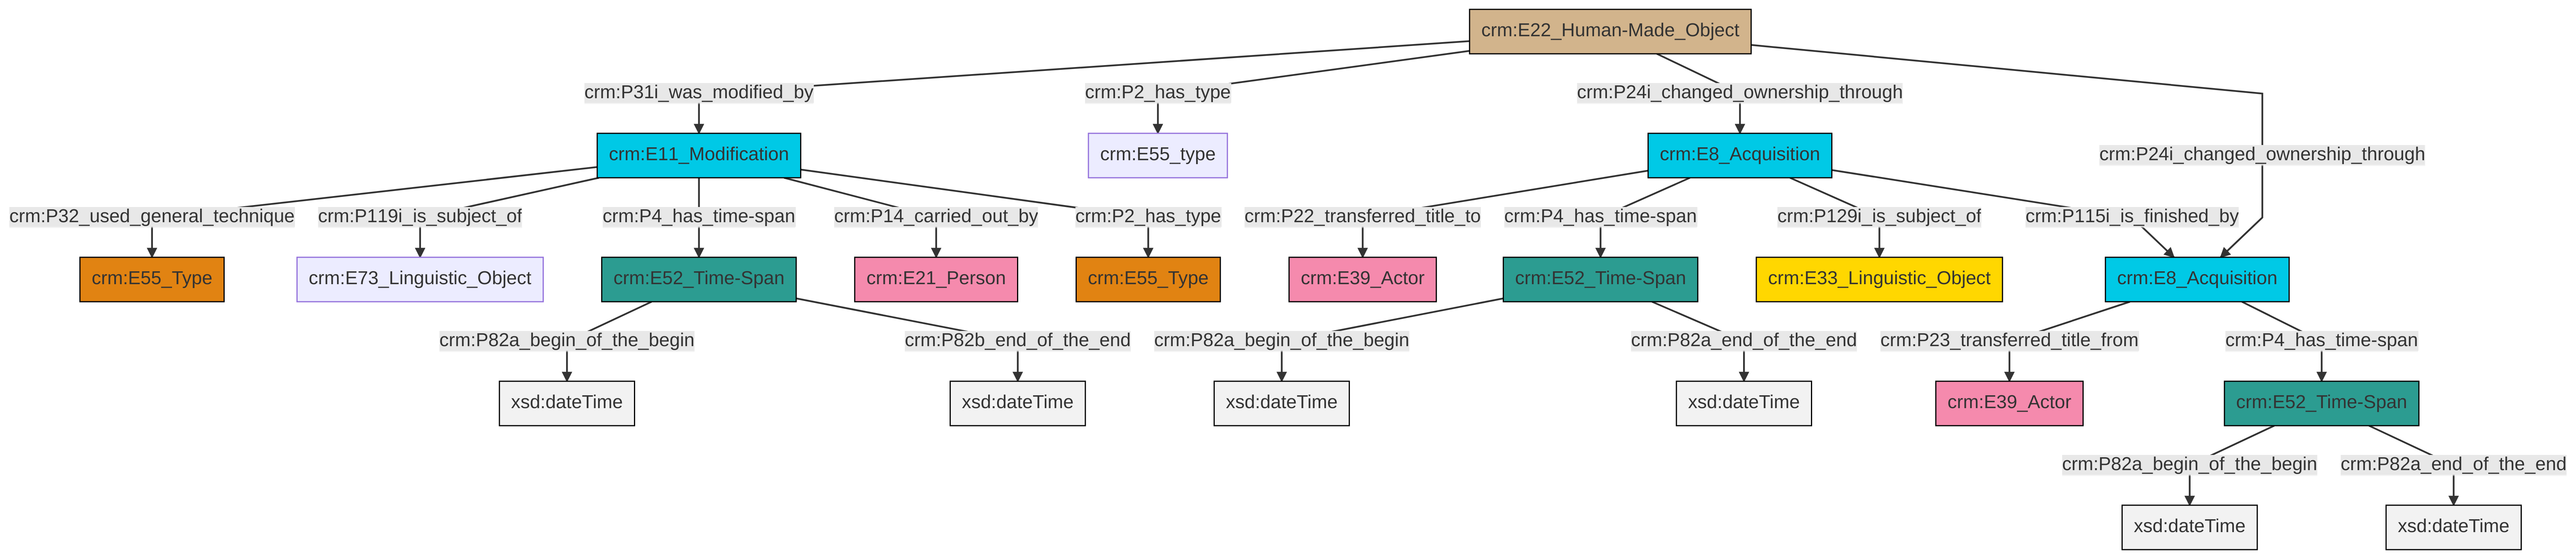 crm:E22_Human-Made_Object
crm:P31i_was_modified_by
crm:P2_has_type
crm:P24i_changed_ownership_through
crm:E11_Modification
crm:E55_type
crm:E8_Acquisition
crm:P24i_changed_ownership_through
crm:P32_used_general_technique
crm:P119i_is_subject_of
crm:P4_has_time-span
crm:P14_carried_out_by
crm:P2_has_type
crm:P22_transferred_title_to
crm:P4_has_time-span
crm:P129i_is_subject_of
crm:P115i_is_finished_by
crm:E55_Type
crm:E73_Linguistic_Object
crm:E52_Time-Span
crm:E21_Person
crm:E55_Type
crm:E39_Actor
crm:E52_Time-Span
crm:E33_Linguistic_Object
crm:E8_Acquisition
crm:P82a_begin_of_the_begin
crm:P82b_end_of_the_end
crm:P82a_begin_of_the_begin
crm:P82a_end_of_the_end
crm:P23_transferred_title_from
crm:P4_has_time-span
xsd:dateTime
xsd:dateTime
xsd:dateTime
xsd:dateTime
crm:E39_Actor
crm:E52_Time-Span
crm:P82a_begin_of_the_begin
crm:P82a_end_of_the_end
xsd:dateTime
xsd:dateTime